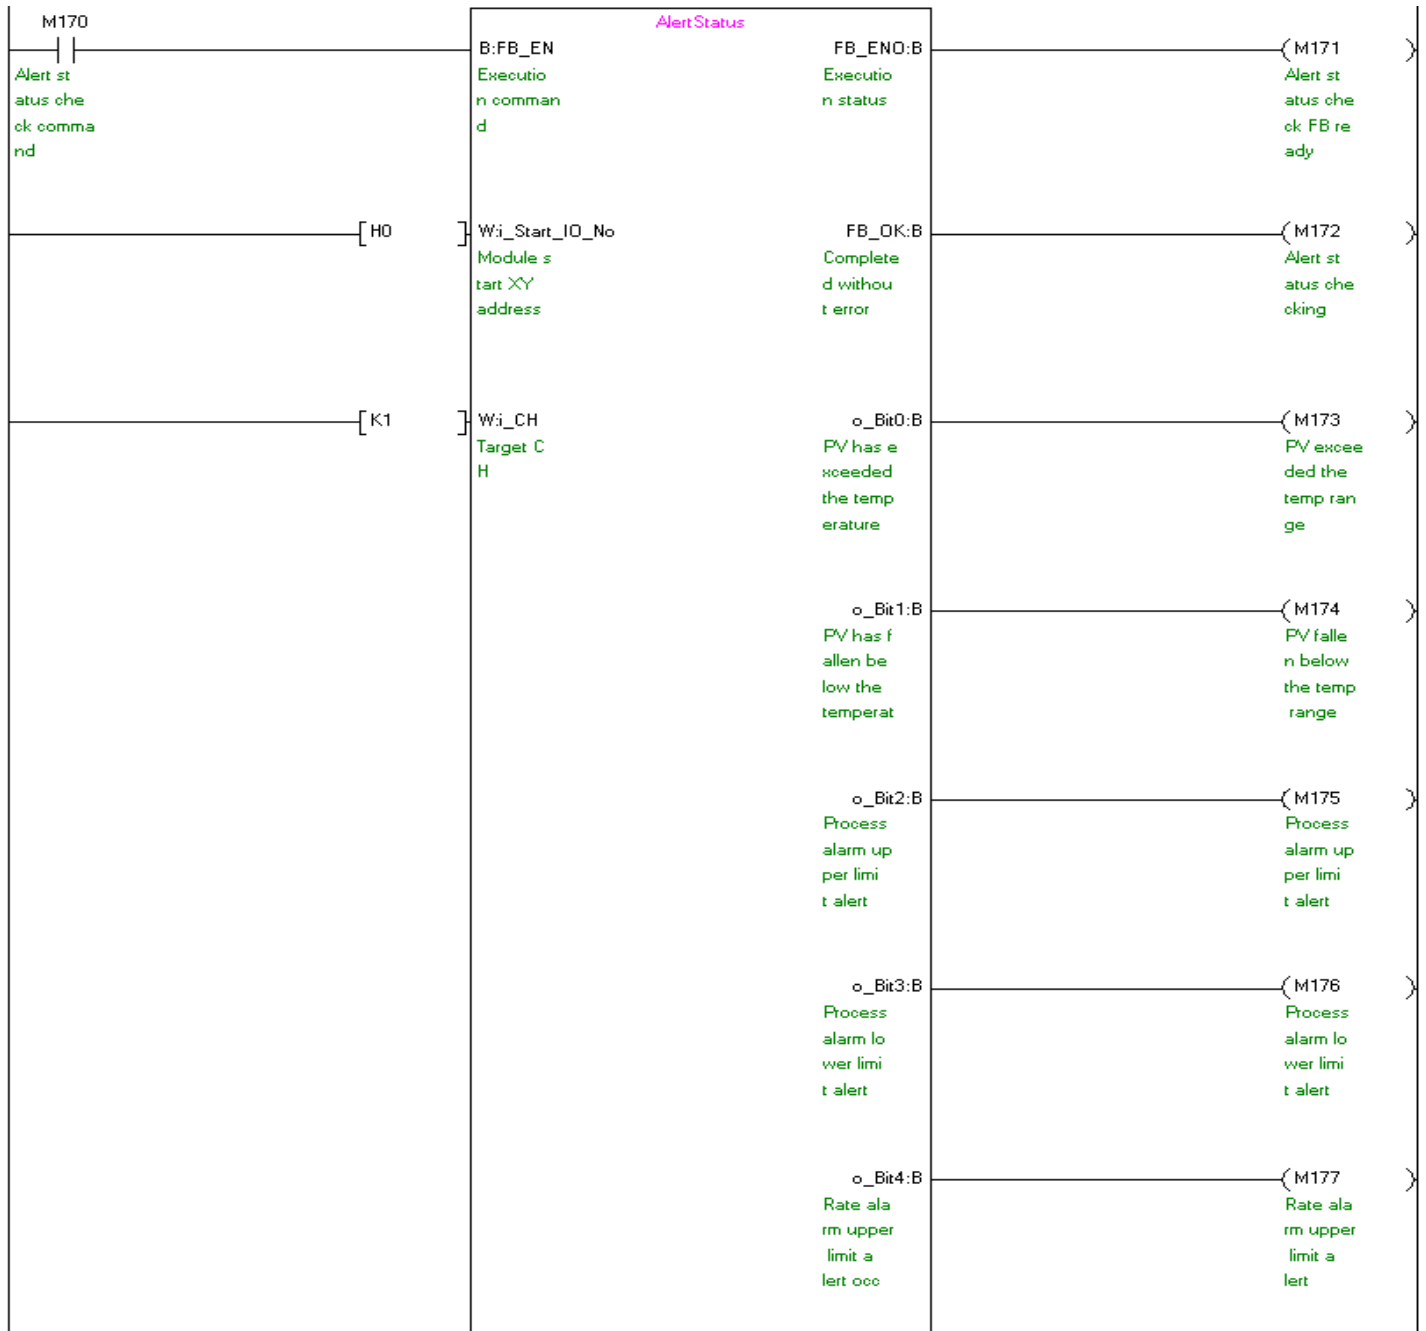 M170
AlertStatus
B:FB_EN
FB_ENO:B
M171
Alert st
atus che
ck comma
nd
Executio
n comman
d
Executio
n status
Alert st
atus che
ck FB re
ady
H0
W:i_Start_IO_No
FB_OK:B
M172
Module s
tart XY
address
Complete
d withou
t error
Alert st
atus che
cking
K1
W:i_CH
o_Bit0:B
M173
Target C
H
PV has e
xceeded
the temp
erature
PV excee
ded the
temp ran
ge
o_Bit1:B
M174
PV has f
allen be
low the
temperat
PV falle
n below
the temp
range
o_Bit2:B
M175
Process
alarm up
per limi
t alert
Process
alarm up
per limi
t alert
o_Bit3:B
M176
Process
alarm lo
wer limi
t alert
Process
alarm lo
wer limi
t alert
o_Bit4:B
M177
Rate ala
rm upper
limit a
lert occ
Rate ala
rm upper
limit a
lert